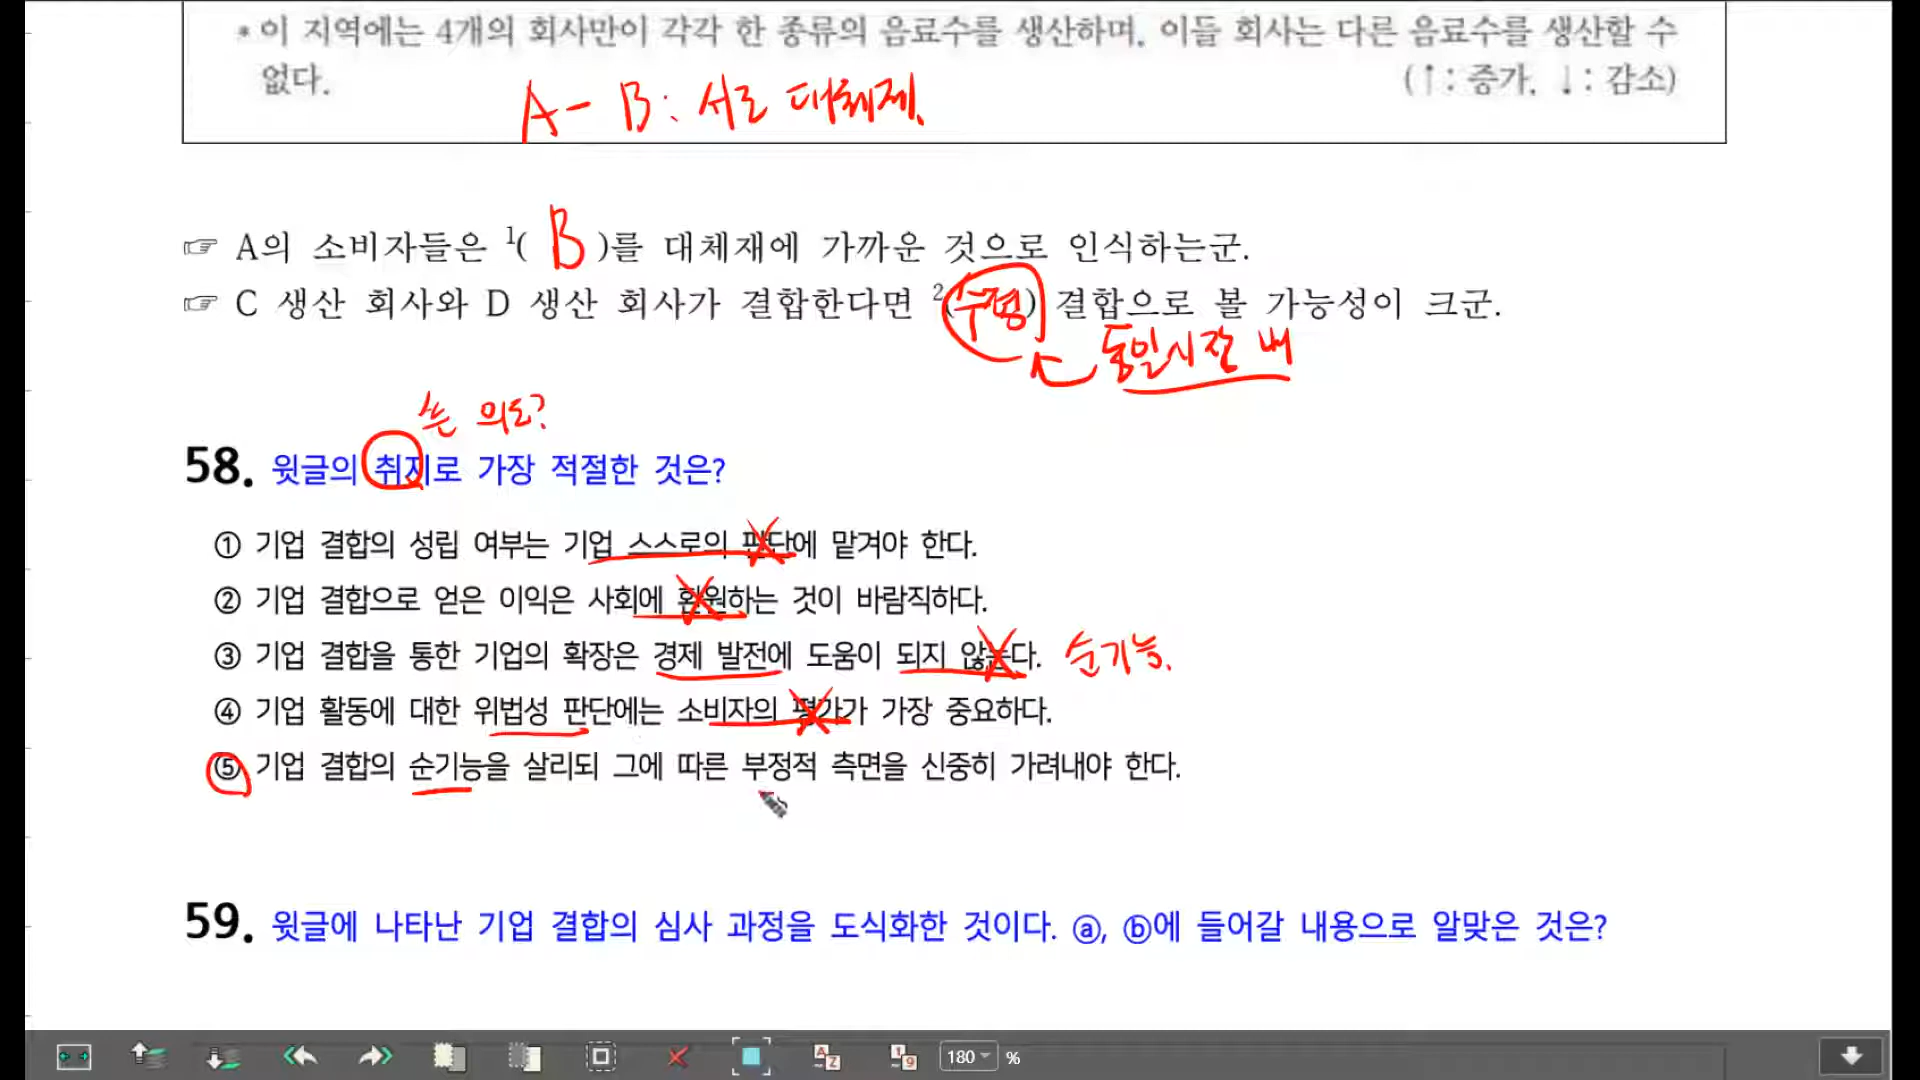 * 이 지역에는 4개의 회사만이 각각 한 종류의 음료수를 생산하며, 이들 회사는 다른 음료수를 생산할 수
없다. (↑: 증가, ↓: 감소)
A - B : 서로 대체재.
☞ A의 소비자들은 ¹( B )를 대체재에 가까운 것으로 인식하는군.
☞ C 생산 회사와 D 생산 회사가 결합한다면 ²(수평) 결합으로 볼 가능성이 크군.
동일시장 내
쓴 의도?
58. 윗글의 취지로 가장 적절한 것은?
① 기업 결합의 성립 여부는 기업 스스로의 판단에 맡겨야 한다.
② 기업 결합으로 얻은 이익은 사회에 환원하는 것이 바람직하다.
③ 기업 결합을 통한 기업의 확장은 경제 발전에 도움이 되지 않는다. 순기능.
④ 기업 활동에 대한 위법성 판단에는 소비자의 평가가 가장 중요하다.
⑤ 기업 결합의 순기능을 살리되 그에 따른 부정적 측면을 신중히 가려내야 한다.
59. 윗글에 나타난 기업 결합의 심사 과정을 도식화한 것이다. ⓐ, ⓑ에 들어갈 내용으로 알맞은 것은?
180 %